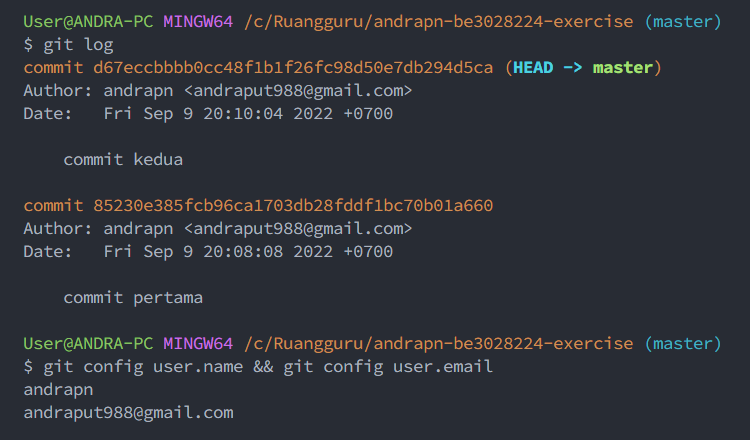 User@ANDRA-PC MINGW64 /c/Ruangguru/andrapn-be3028224-exercise (master)
$ git log
commit d67eccbbbb0cc48f1b1f26fc98d50e7db294d5ca (HEAD -> master)
Author: andrapn <andraput988@gmail.com>
Date:   Fri Sep 9 20:10:04 2022 +0700

    commit kedua

commit 85230e385fcb96ca1703db28fddf1bc70b01a660
Author: andrapn <andraput988@gmail.com>
Date:   Fri Sep 9 20:08:08 2022 +0700

    commit pertama

User@ANDRA-PC MINGW64 /c/Ruangguru/andrapn-be3028224-exercise (master)
$ git config user.name && git config user.email
andrapn
andraput988@gmail.com